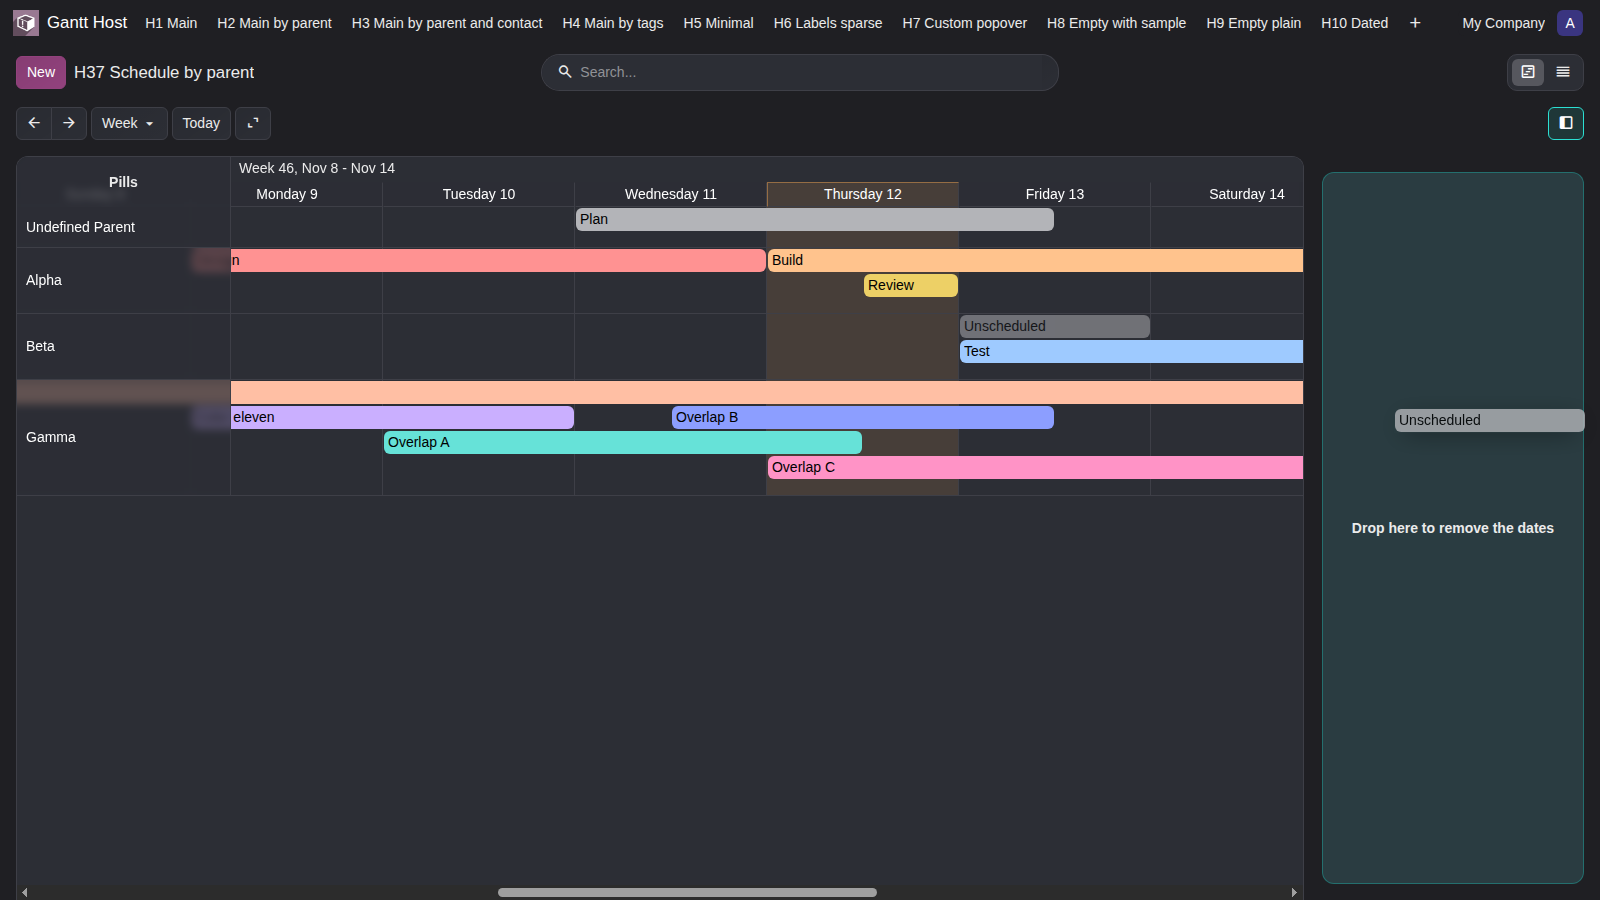 Gantt Host
H1 Main
H2 Main by parent
H3 Main by parent and contact
H4 Main by tags
H5 Minimal
H6 Labels sparse
H7 Custom popover
H8 Empty with sample
H9 Empty plain
H10 Dated
My Company
A
New
H37 Schedule by parent
Search...
Week
Today
Week 46, Nov 8 - Nov 14
Pills
Monday 9
Tuesday 10
Wednesday 11
Thursday 12
Friday 13
Saturday 14
Undefined Parent
Plan
Alpha
n
Build
Review
Beta
Unscheduled
Test
Gamma
eleven
Overlap B
Overlap A
Overlap C
Unscheduled
Drop here to remove the dates